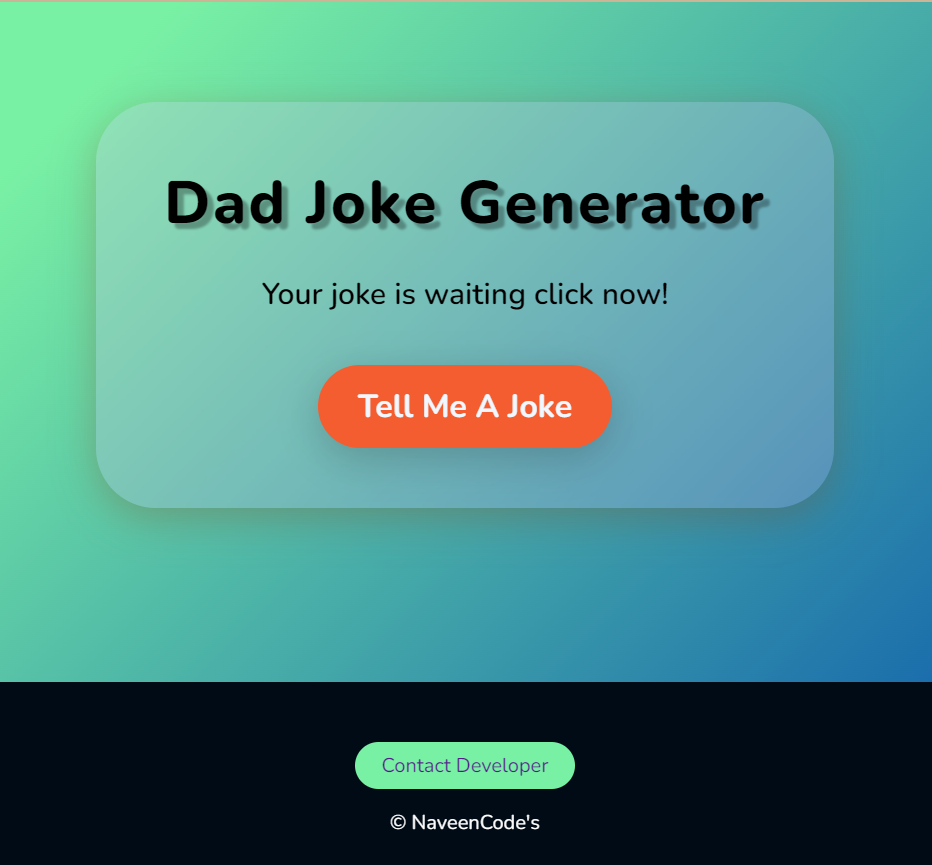 Dad Joke Generator
Your joke is waiting click now!
Tell Me A Joke
Contact Developer
© NaveenCode's